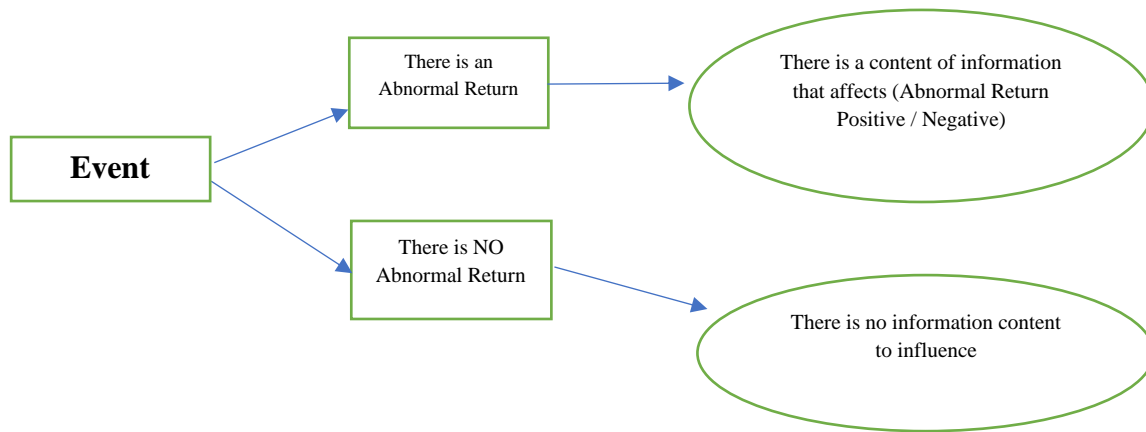 There is an
Abnormal Return
There is a content of information
that affects (Abnormal Return
Positive / Negative)
Event
There is NO
Abnormal Return
There is no information content
to influence